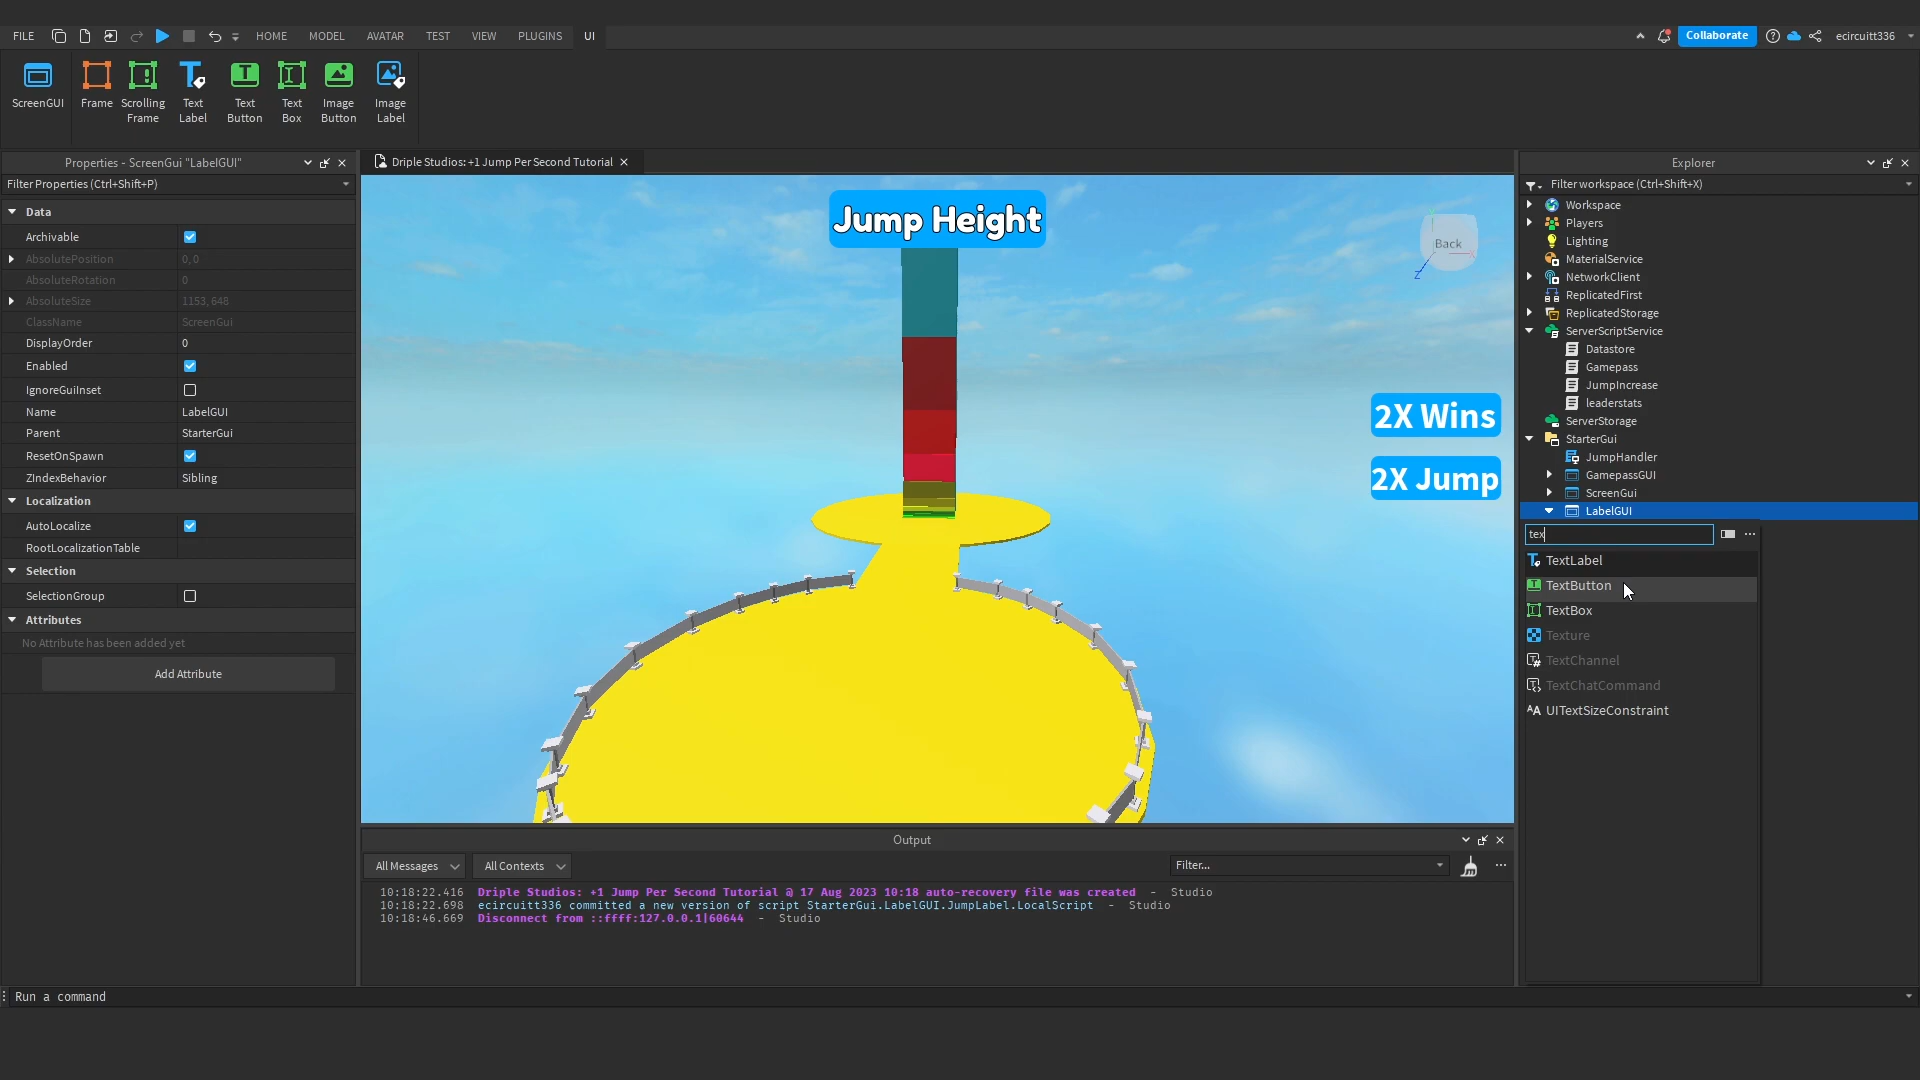 FILE
HOME
MODEL
AVATAR
TEST
VIEW
PLUGINS
UI
Collaborate
ecircuitt336
ScreenGUI
Frame
Scrolling
Frame
Text
Label
Text
Button
Text
Box
Image
Button
Image
Label
Properties - ScreenGui "LabelGUI"
Filter Properties (Ctrl+Shift+P)
Data
Archivable
AbsolutePosition 0, 0
AbsoluteRotation 0
AbsoluteSize 1153, 648
ClassName ScreenGui
DisplayOrder 0
Enabled
IgnoreGuiInset
Name LabelGUI
Parent StarterGui
ResetOnSpawn
ZIndexBehavior Sibling
Localization
AutoLocalize
RootLocalizationTable
Selection
SelectionGroup
Attributes
No Attribute has been added yet
Add Attribute
Driple Studios: +1 Jump Per Second Tutorial
Jump Height
Back
Z
2X Wins
2X Jump
Output
All Messages
All Contexts
Filter...
10:18:22.416 Driple Studios: +1 Jump Per Second Tutorial @ 17 Aug 2023 10:18 auto-recovery file was created - Studio
10:18:22.698 ecircuitt336 committed a new version of script StarterGui.LabelGUI.JumpLabel.LocalScript - Studio
10:18:46.669 Disconnect from ::ffff:127.0.0.1|60644 - Studio
Explorer
Filter workspace (Ctrl+Shift+X)
Workspace
Players
Lighting
MaterialService
NetworkClient
ReplicatedFirst
ReplicatedStorage
ServerScriptService
Datastore
Gamepass
JumpIncrease
leaderstats
ServerStorage
StarterGui
JumpHandler
GamepassGUI
ScreenGui
LabelGUI
tex
TextLabel
TextButton
TextBox
Texture
TextChannel
TextChatCommand
UITextSizeConstraint
Run a command